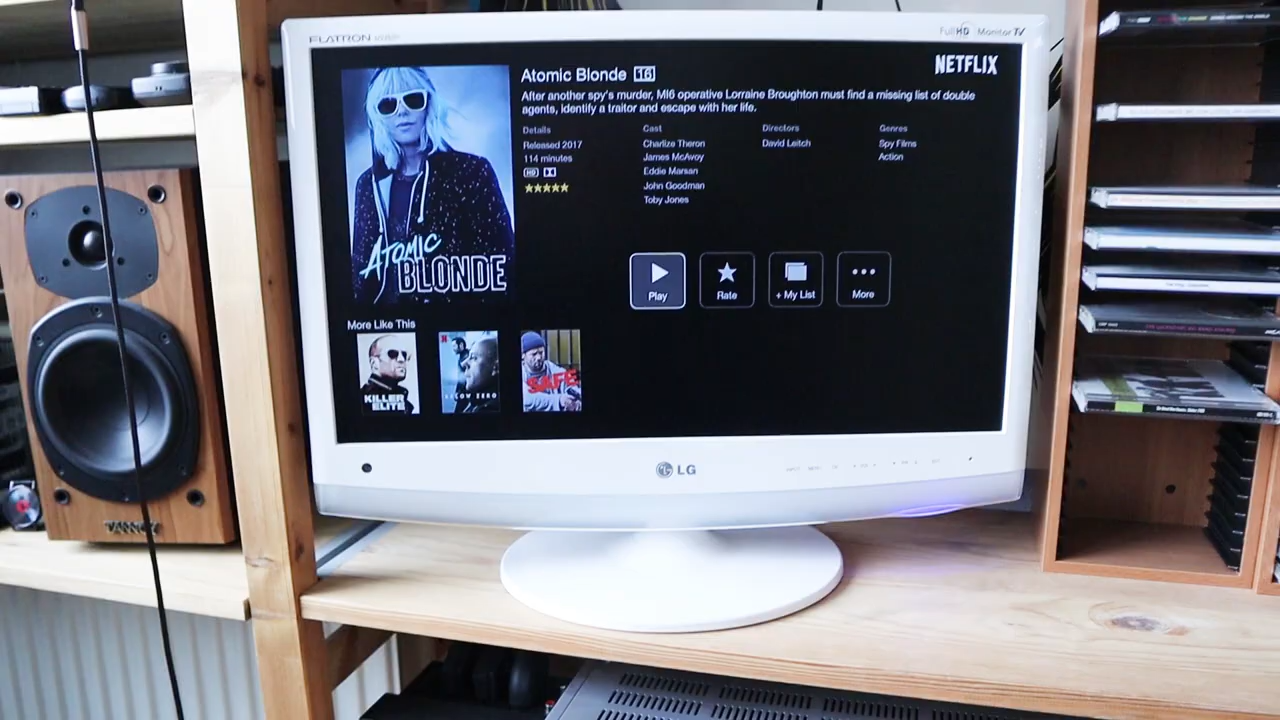 FLATRON
Full HD Monitor TV
NETFLIX
Atomic Blonde 16
After another spy's murder, MI6 operative Lorraine Broughton must find a missing list of double
agents, identify a traitor and escape with her life.
Details
Released 2017
114 minutes
HD
Cast
Charlize Theron
James McAvoy
Eddie Marsan
John Goodman
Toby Jones
Directors
David Leitch
Genres
Spy Films
Action
ATOMIC
BLONDE
Play
Rate
+ My List
More
More Like This
KILLER
ELITE
BELOW ZERO
SAFE
LG
TANNOY